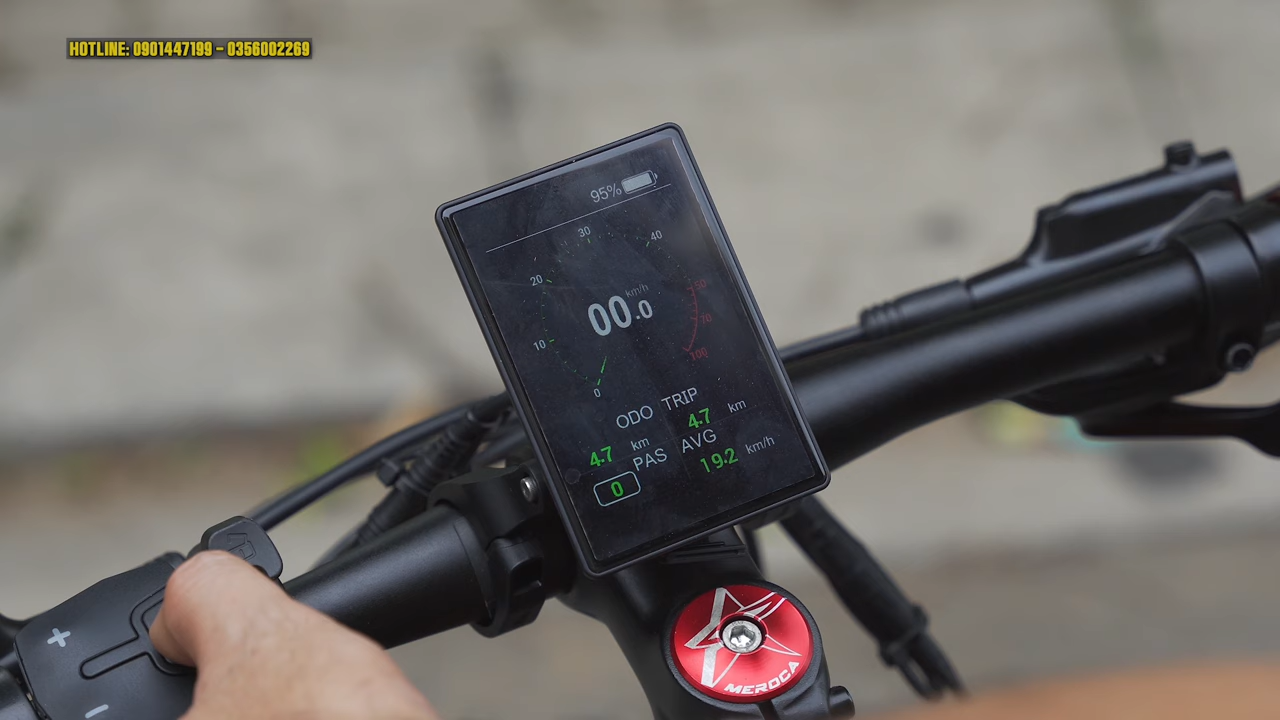 HOTLINE: 0901447199 - 0356002269
95%
30
40
20
km/h
50
00.0
70
10
100
0
ODO TRIP
4.7 km
4.7 km
PAS AVG
19.2 km/h
0
+
-
MEROCA